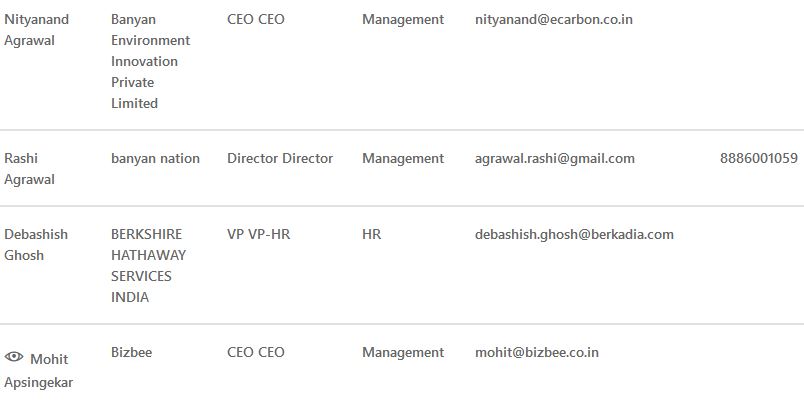 Nityanand Agrawal Banyan Environment Innovation Private Limited CEO CEO Management nityanand@ecarbon.co.in
Rashi Agrawal banyan nation Director Director Management agrawal.rashi@gmail.com 8886001059
Debashish Ghosh BERKSHIRE HATHAWAY SERVICES INDIA VP VP-HR HR debashish.ghosh@berkadia.com
Mohit Apsingekar Bizbee CEO CEO Management mohit@bizbee.co.in